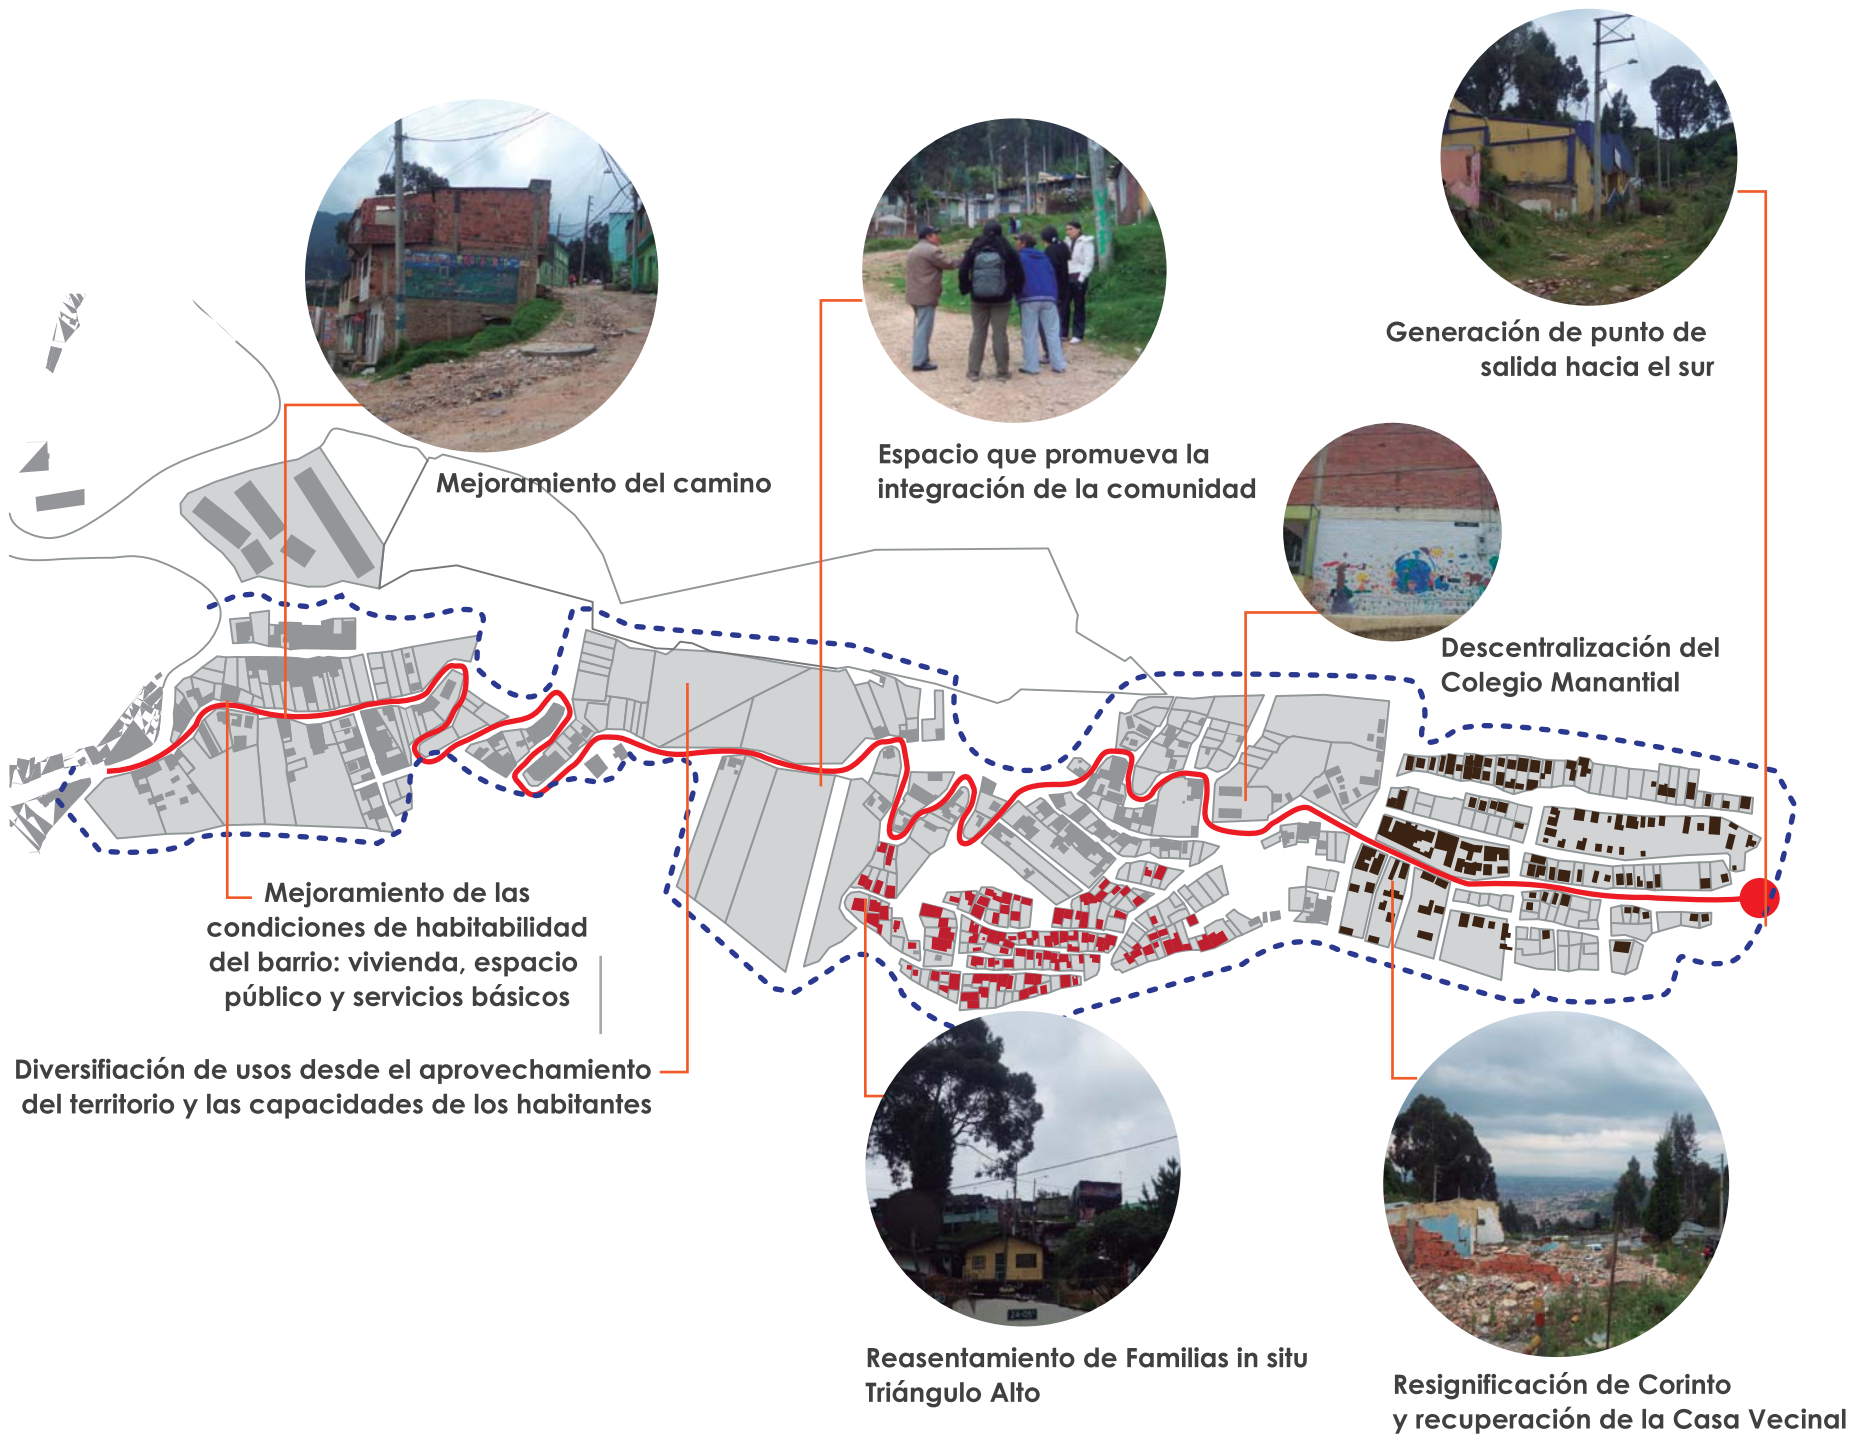 Generación de punto de
salida hacia el sur
Espacio que promueva la
integración de la comunidad
Mejoramiento del camino
Descentralización del
Colegio Manantial
Mejoramiento de las
condiciones de habitabilidad
del barrio: vivienda, espacio
público y servicios básicos
Diversifiación de usos desde el aprovechamiento
del territorio y las capacidades de los habitantes
Reasentamiento de Familias in situ
Triángulo Alto
Resignificación de Corinto
y recuperación de la Casa Vecinal